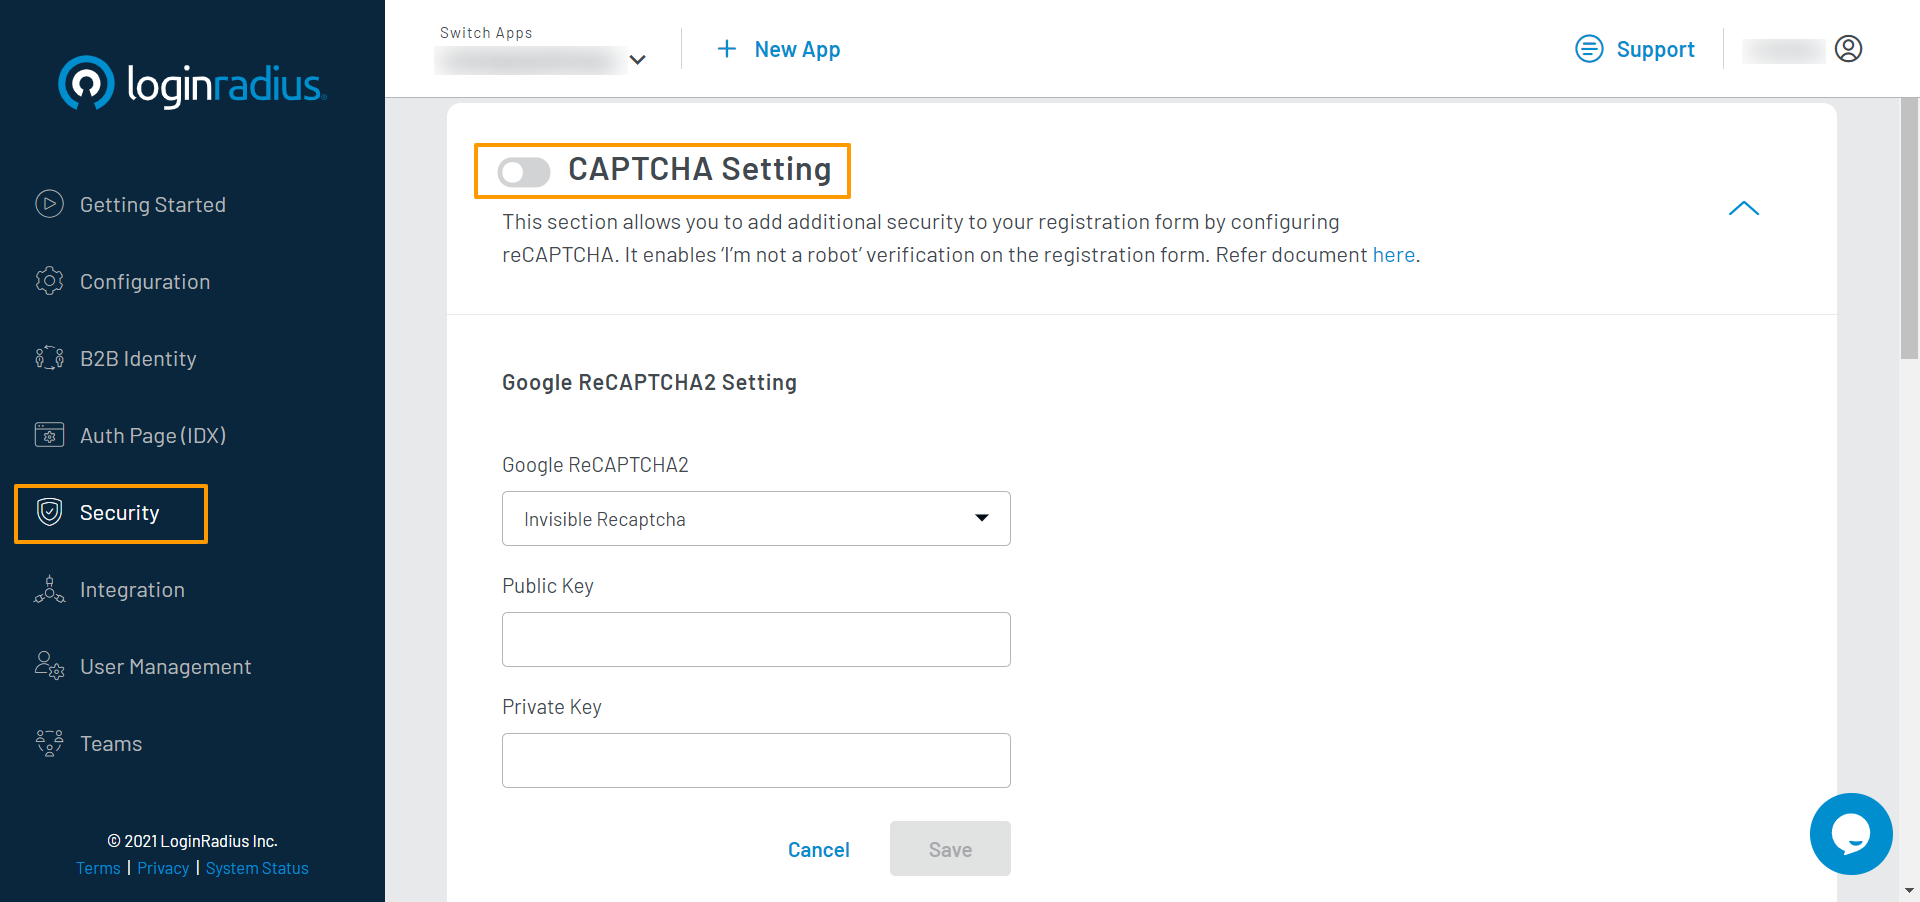 loginradius
Getting Started
Configuration
B2B Identity
Auth Page (IDX)
Security
Integration
User Management
Teams
© 2021 LoginRadius Inc.
Terms | Privacy | System Status
Switch Apps
+ New App
Support
CAPTCHA Setting
This section allows you to add additional security to your registration form by configuring
reCAPTCHA. It enables ‘I’m not a robot’ verification on the registration form. Refer document here.
Google ReCAPTCHA2 Setting
Google ReCAPTCHA2
Invisible Recaptcha
Public Key
Private Key
Cancel
Save